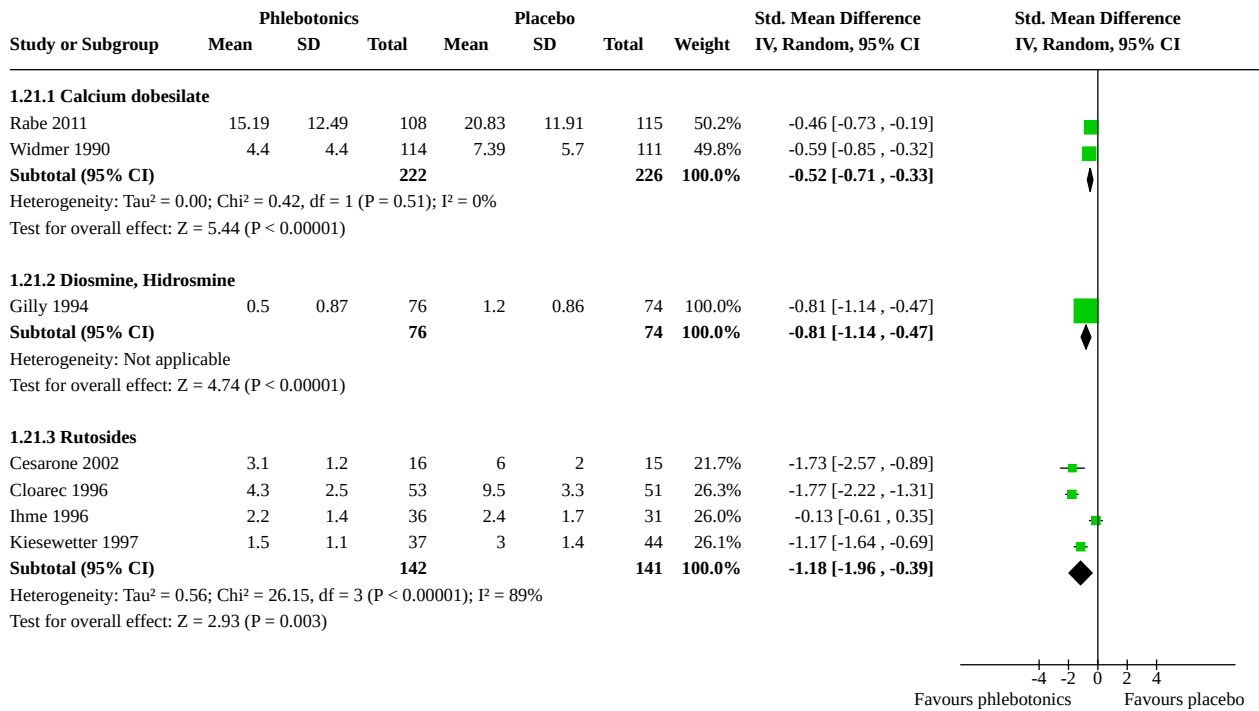 Phlebotonics Placebo Std. Mean Difference Std. Mean Difference
Study or Subgroup Mean SD Total Mean SD Total Weight IV, Random, 95% CI IV, Random, 95% CI
1.21.1 Calcium dobesilate
Rabe 2011 15.19 12.49 108 20.83 11.91 115 50.2% -0.46 [-0.73 , -0.19]
Widmer 1990 4.4 4.4 114 7.39 5.7 111 49.8% -0.59 [-0.85 , -0.32]
Subtotal (95% CI) 222 226 100.0% -0.52 [-0.71 , -0.33]
Heterogeneity: Tau² = 0.00; Chi² = 0.42, df = 1 (P = 0.51); I² = 0%
Test for overall effect: Z = 5.44 (P < 0.00001)
1.21.2 Diosmine, Hidrosmine
Gilly 1994 0.5 0.87 76 1.2 0.86 74 100.0% -0.81 [-1.14 , -0.47]
Subtotal (95% CI) 76 74 100.0% -0.81 [-1.14 , -0.47]
Heterogeneity: Not applicable
Test for overall effect: Z = 4.74 (P < 0.00001)
1.21.3 Rutosides
Cesarone 2002 3.1 1.2 16 6 2 15 21.7% -1.73 [-2.57 , -0.89]
Cloarec 1996 4.3 2.5 53 9.5 3.3 51 26.3% -1.77 [-2.22 , -1.31]
Ihme 1996 2.2 1.4 36 2.4 1.7 31 26.0% -0.13 [-0.61 , 0.35]
Kiesewetter 1997 1.5 1.1 37 3 1.4 44 26.1% -1.17 [-1.64 , -0.69]
Subtotal (95% CI) 142 141 100.0% -1.18 [-1.96 , -0.39]
Heterogeneity: Tau² = 0.56; Chi² = 26.15, df = 3 (P < 0.00001); I² = 89%
Test for overall effect: Z = 2.93 (P = 0.003)
-4 -2 0 2 4
Favours phlebotonics Favours placebo